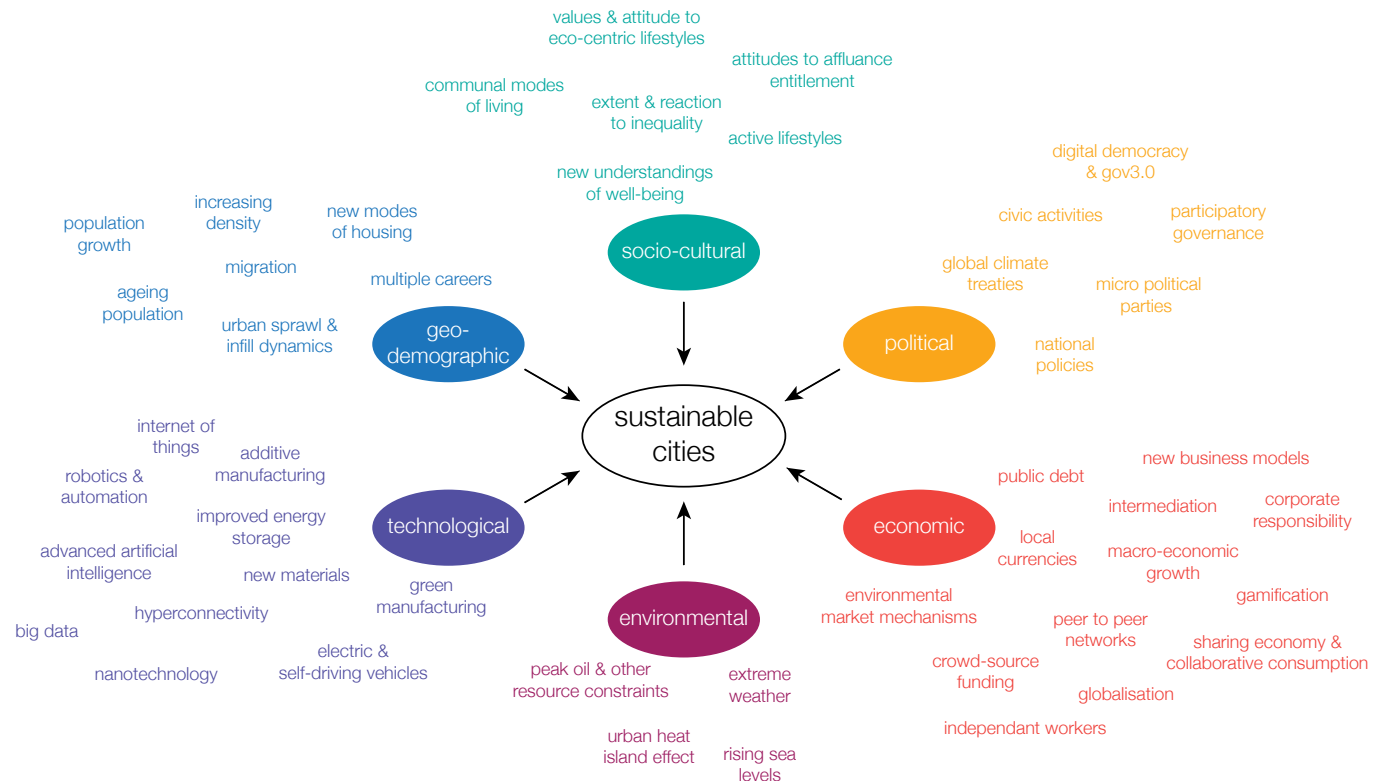 values & attitude to
eco-centric lifestyles
attitudes to affluance
entitlement
communal modes
of living
extent & reaction
to inequality
active lifestyles
new understandings
of well-being
socio-cultural
digital democracy
& gov3.0
civic activities
participatory
governance
global climate
treaties
micro political
parties
national
policies
political
increasing
density
new modes
of housing
population
growth
migration
multiple careers
ageing
population
urban sprawl &
infill dynamics
geo-
demographic
sustainable
cities
internet of
things
additive
manufacturing
robotics &
automation
improved energy
storage
advanced artificial
intelligence
new materials
green
manufacturing
hyperconnectivity
big data
electric &
self-driving vehicles
nanotechnology
technological
environmental
peak oil & other
resource constraints
extreme
weather
urban heat
island effect
rising sea
levels
economic
new business models
public debt
intermediation
corporate
responsibility
local
currencies
macro-economic
growth
environmental
market mechanisms
gamification
peer to peer
networks
sharing economy &
collaborative consumption
crowd-source
funding
globalisation
independant workers